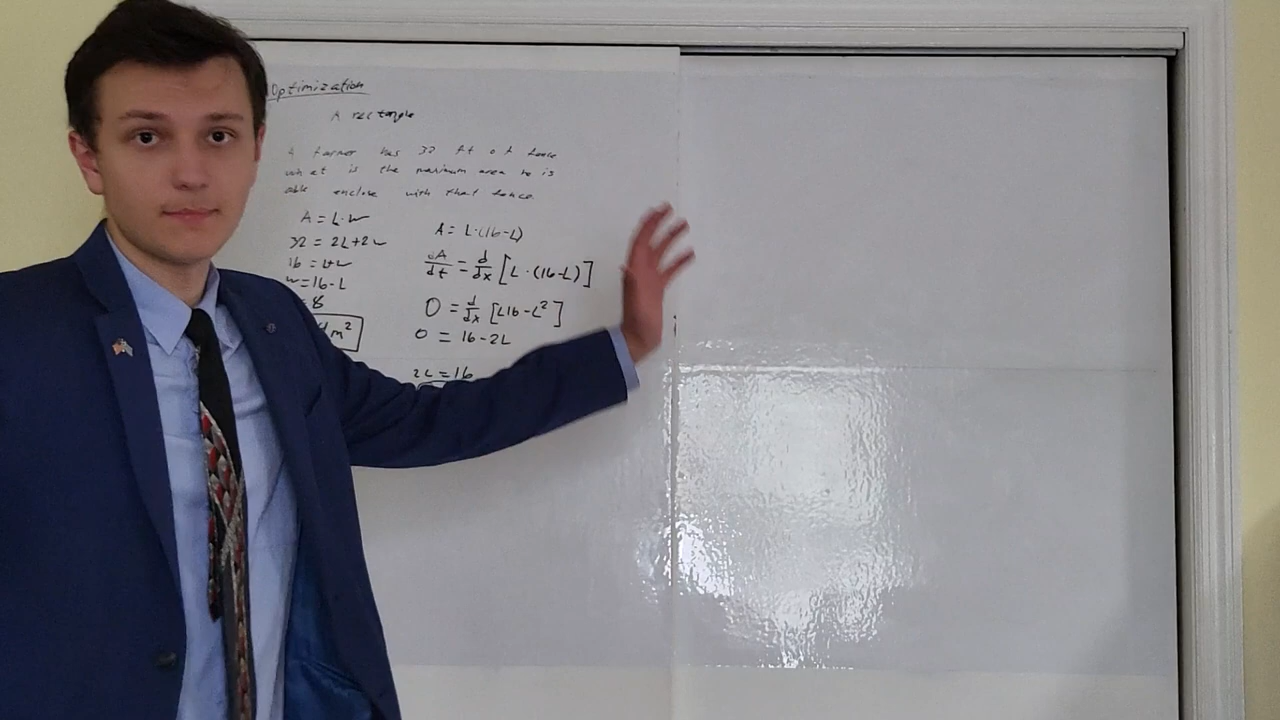 Optimization
A rectangle
A farmer has 32 ft of fence
what is the maximum area he is
able enclose with that fence.
A = L·w
32 = 2L+2w
16 = L+w
w = 16-L
= 8
m²
A = L·(16-L)
dA/dt = d/dx [L·(16-L)]
0 = d/dx [L16-L²]
0 = 16-2L
2L = 16